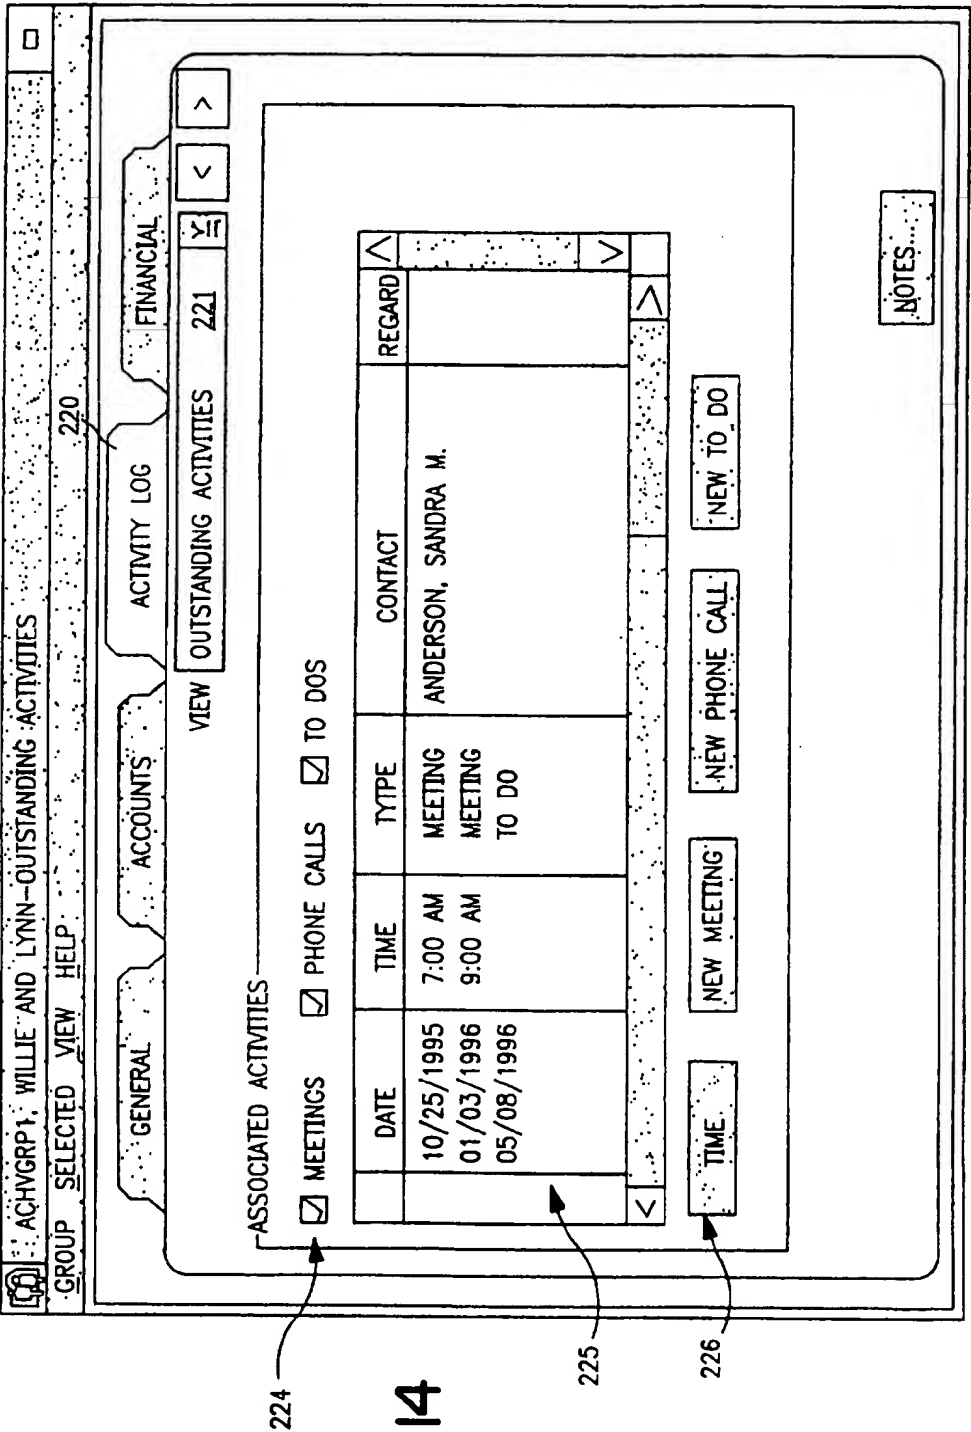 ACHVGRP1, WILLIE AND LYNN-OUTSTANDING ACTIVITIES
GROUP SELECTED VIEW HELP
220
GENERAL ACCOUNTS ACTIVITY LOG FINANCIAL
VIEW OUTSTANDING ACTIVITIES 221 < >
ASSOCIATED ACTIVITIES
224
MEETINGS PHONE CALLS TO DOS
DATE TIME TYPE CONTACT REGARD
10/25/1995 7:00 AM MEETING ANDERSON, SANDRA M.
01/03/1996 9:00 AM MEETING
05/08/1996 TO DO
225
TIME NEW MEETING NEW PHONE CALL NEW TO DO
226
NOTES...
14